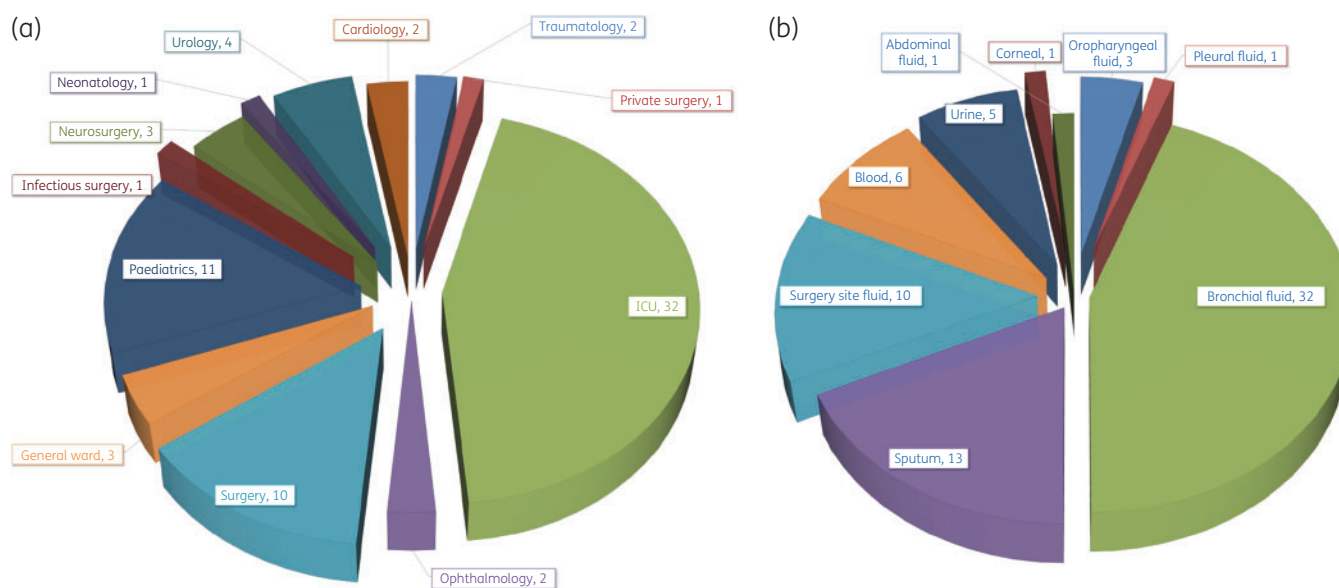 (a)
Cardiology, 2
Traumatology, 2
Urology, 4
Neonatology, 1
Private surgery, 1
Neurosurgery, 3
Infectious surgery, 1
Paediatrics, 11
ICU, 32
General ward, 3
Surgery, 10
Ophthalmology, 2
(b)
Abdominal
fluid, 1
Corneal, 1
Oropharyngeal
fluid, 3
Pleural fluid, 1
Urine, 5
Blood, 6
Surgery site fluid, 10
Bronchial fluid, 32
Sputum, 13